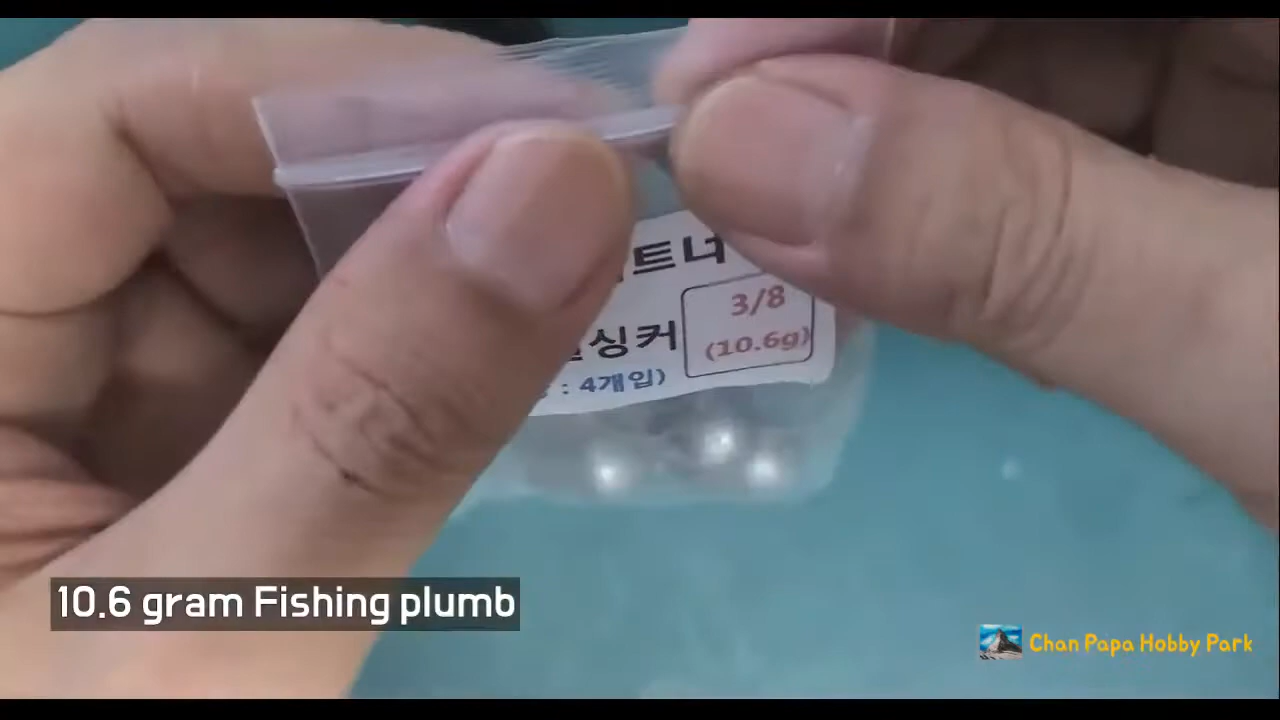 트너
3/8
싱커
(10.6g)
: 4개입)
10.6 gram Fishing plumb
Chan Papa Hobby Park